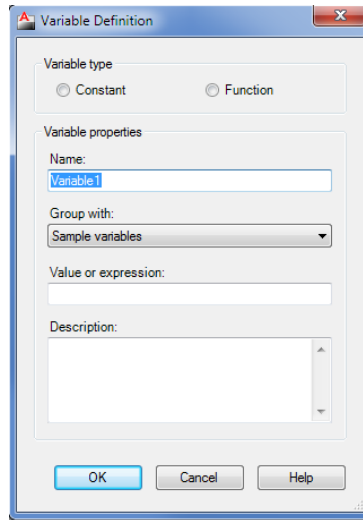 Variable Definition
Variable type
Constant Function
Variable properties
Name:
Variable1
Group with:
Sample variables
Value or expression:
Description:
OK Cancel Help